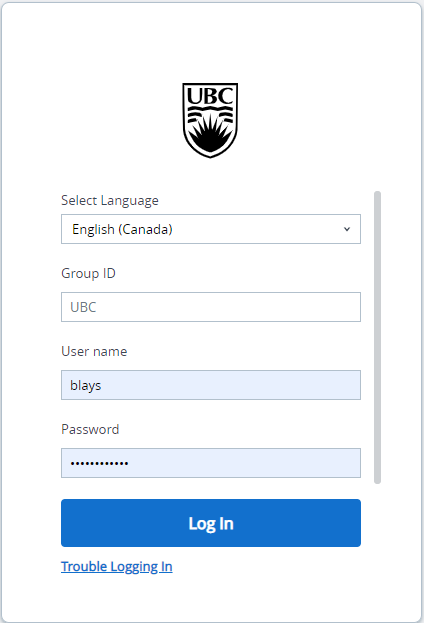 UBC
Select Language
English (Canada)
Group ID
UBC
User name
blays
Password
••••••••••••
Log In
Trouble Logging In